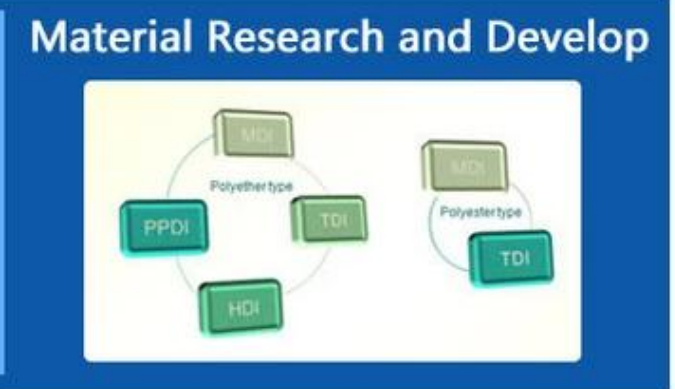 Material Research and Develop
MDI
Polyether type
PPDI
TDI
HDI
MDI
Polyester type
TDI